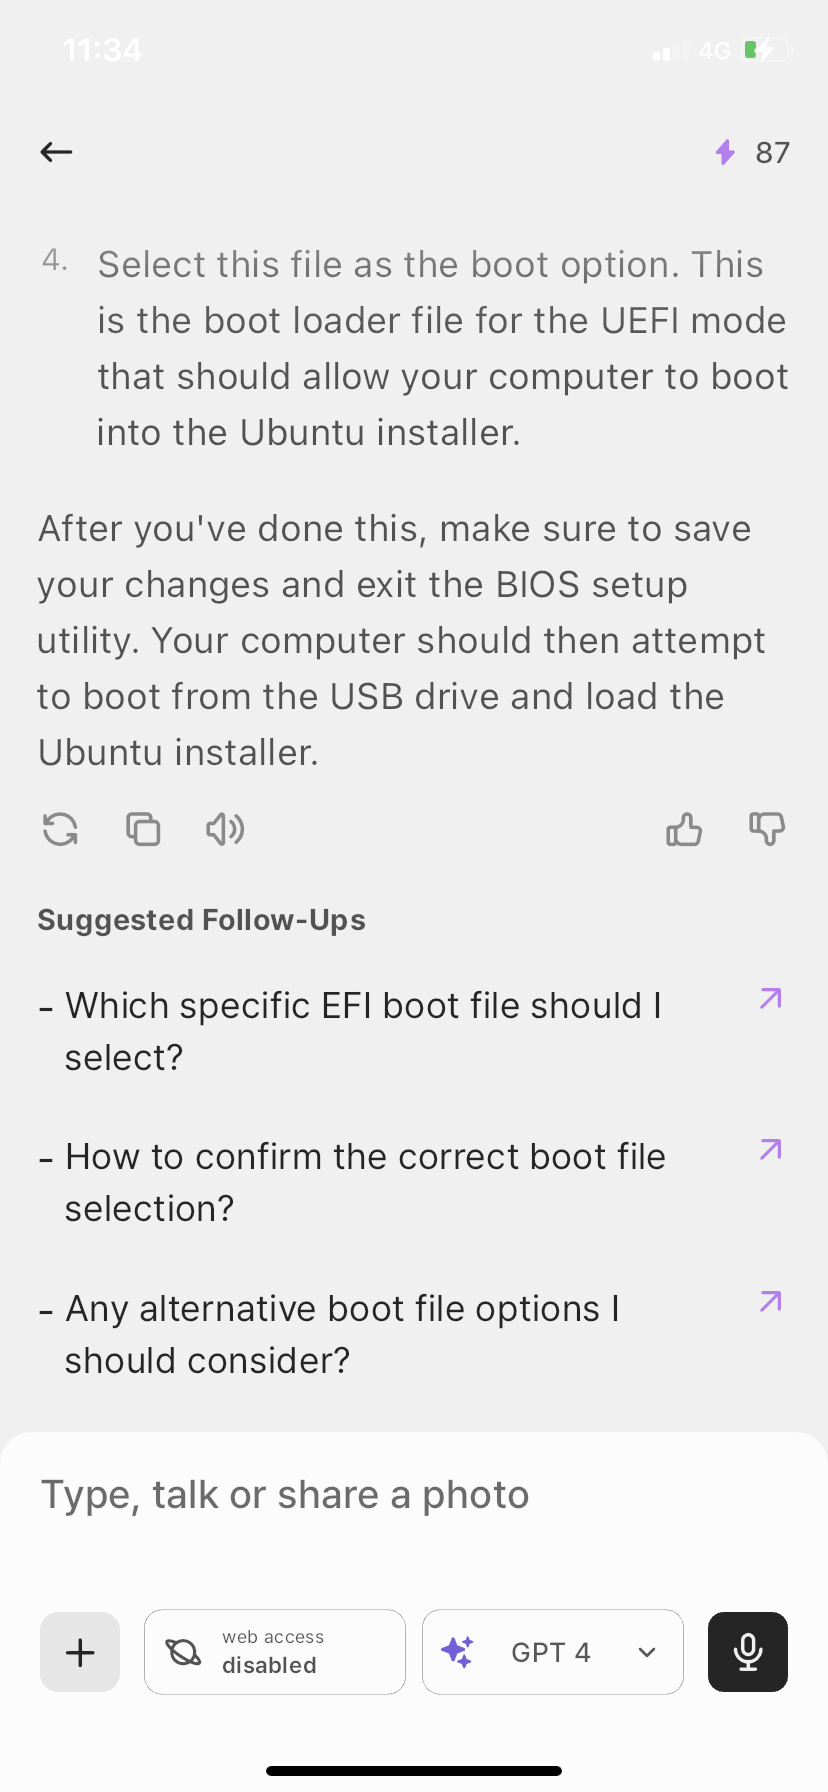 11:34
4G
87
4. Select this file as the boot option. This
is the boot loader file for the UEFI mode
that should allow your computer to boot
into the Ubuntu installer.
After you've done this, make sure to save
your changes and exit the BIOS setup
utility. Your computer should then attempt
to boot from the USB drive and load the
Ubuntu installer.
Suggested Follow-Ups
- Which specific EFI boot file should I
select?
- How to confirm the correct boot file
selection?
- Any alternative boot file options I
should consider?
Type, talk or share a photo
web access
disabled
GPT 4